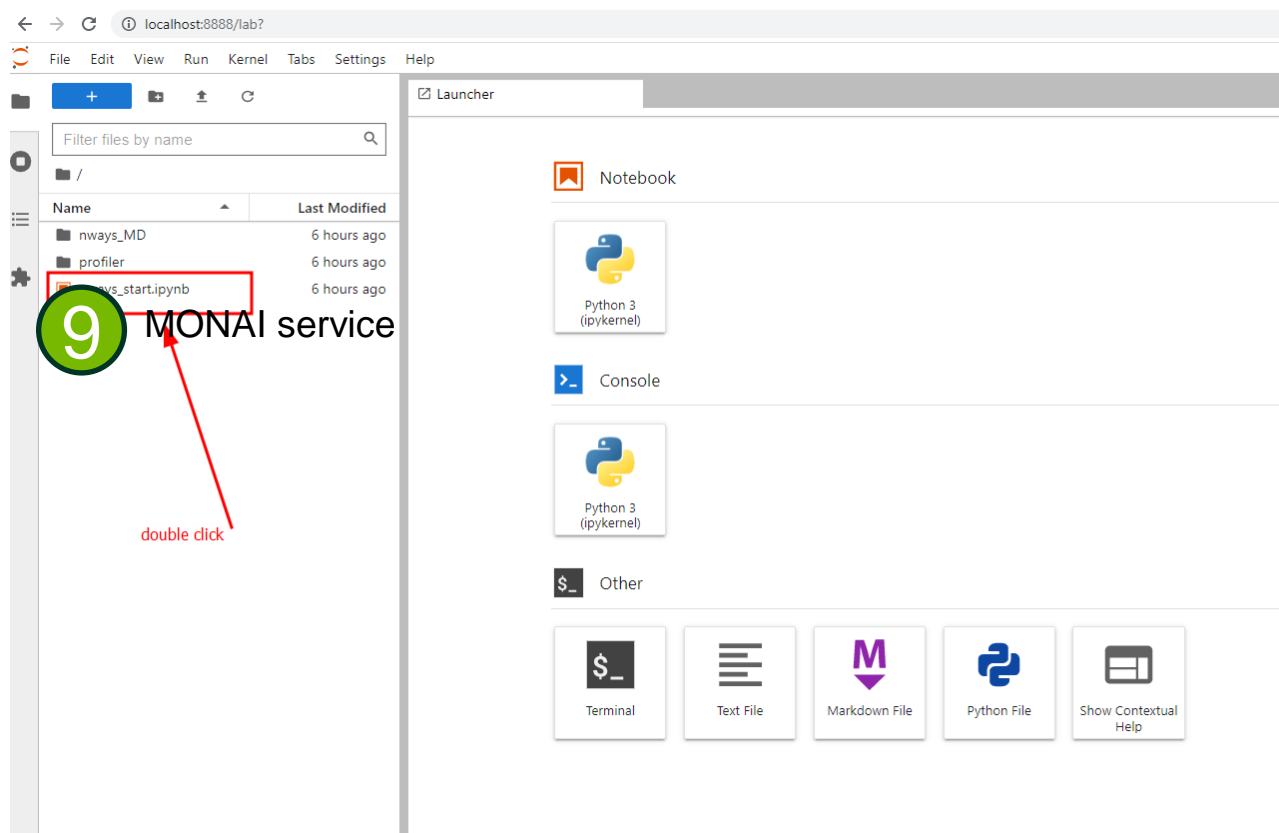 localhost:8888/lab?
File Edit View Run Kernel Tabs Settings Help
+
Launcher
Filter files by name
/
Name Last Modified
nways_MD 6 hours ago
profiler 6 hours ago
6 hours ago
9 MONAI service
double click
Notebook
Python 3
(ipykernel)
Console
Python 3
(ipykernel)
$_ Other
$_
Terminal
Text File
M
Markdown File
Python File
Show Contextual
Help